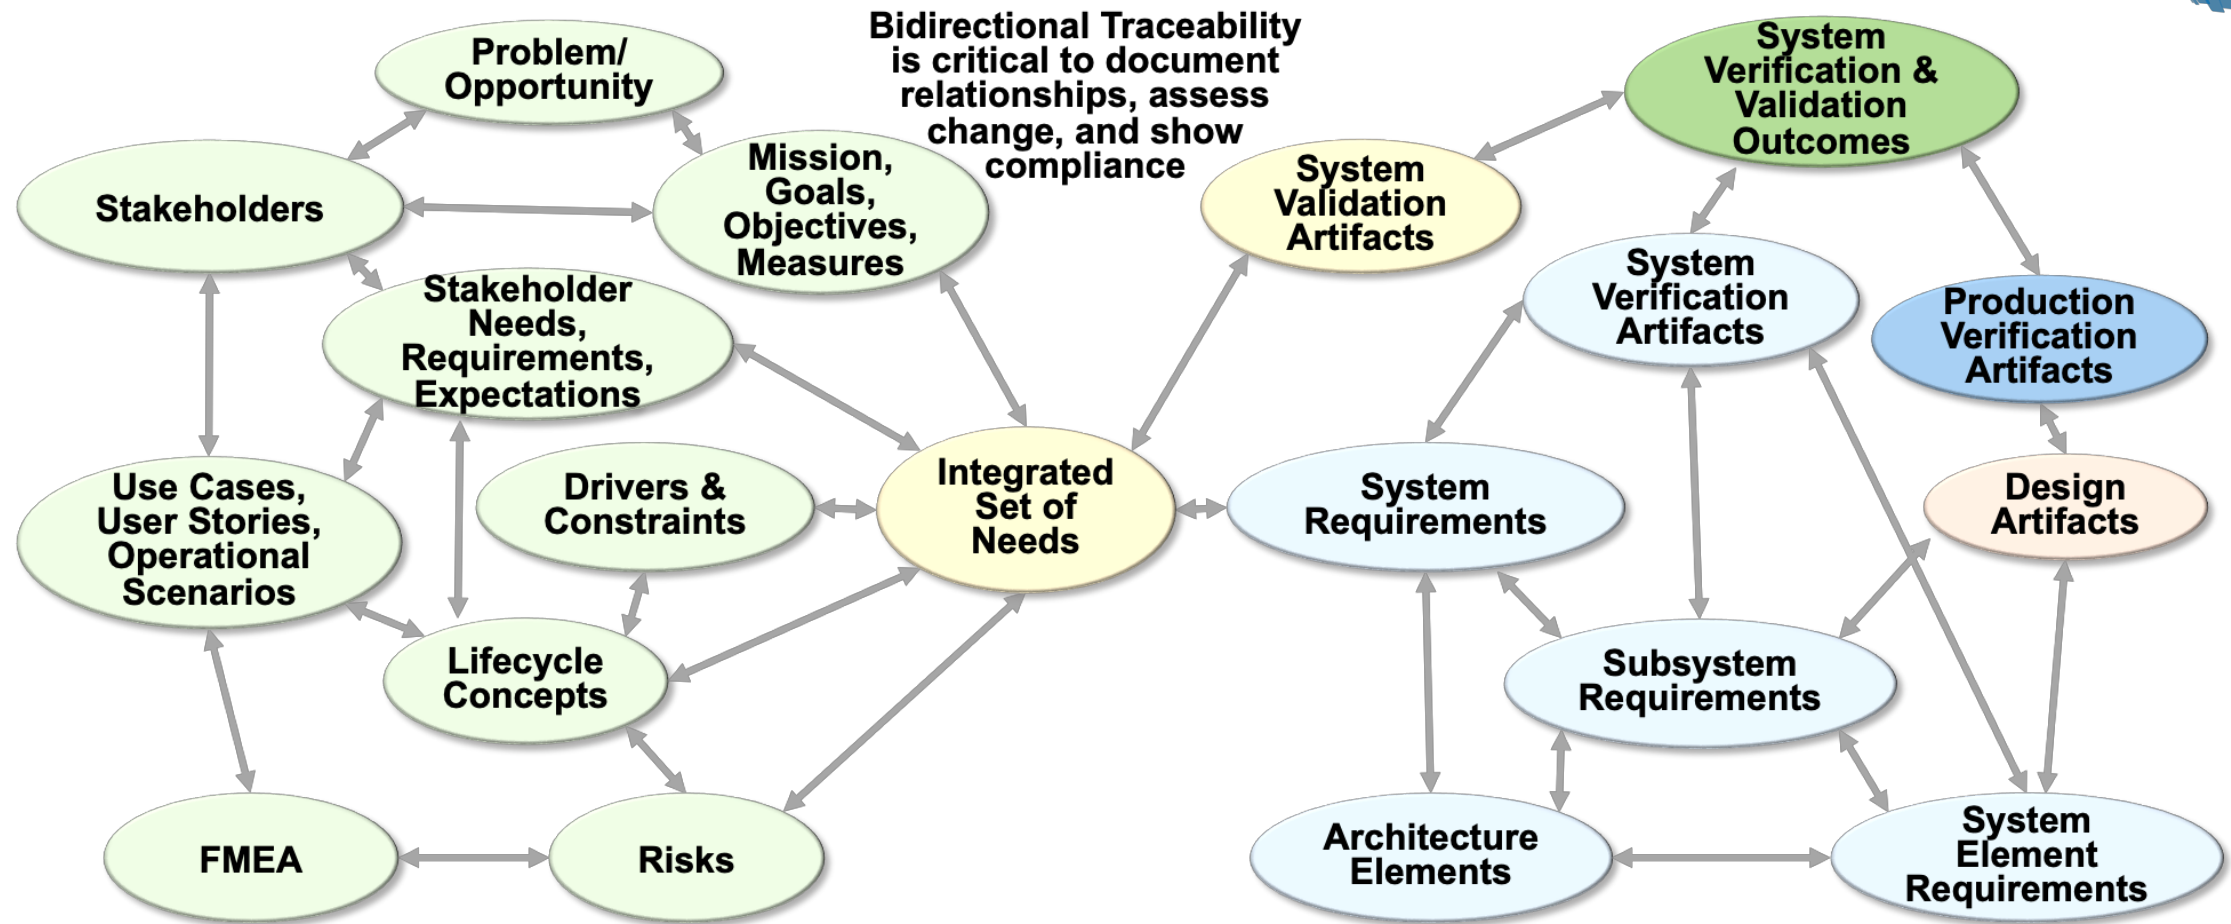 Problem/
Opportunity
Bidirectional Traceability
is critical to document
relationships, assess
change, and show
compliance
System
Verification &
Validation
Outcomes
Stakeholders
Mission,
Goals,
Objectives,
Measures
System
Validation
Artifacts
Stakeholder
Needs,
Requirements,
Expectations
System
Verification
Artifacts
Production
Verification
Artifacts
Use Cases,
User Stories,
Operational
Scenarios
Drivers &
Constraints
Integrated
Set of
Needs
System
Requirements
Design
Artifacts
Lifecycle
Concepts
Subsystem
Requirements
FMEA
Risks
Architecture
Elements
System
Element
Requirements